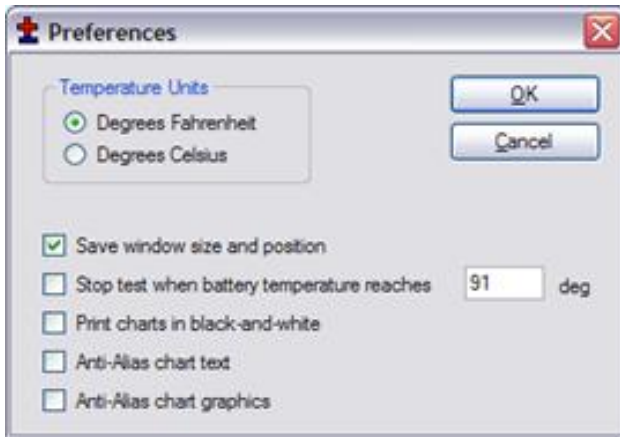 Preferences
Temperature Units
Degrees Fahrenheit
Degrees Celsius
OK
Cancel
Save window size and position
Stop test when battery temperature reaches 91 deg
Print charts in black-and-white
Anti-Alias chart text
Anti-Alias chart graphics